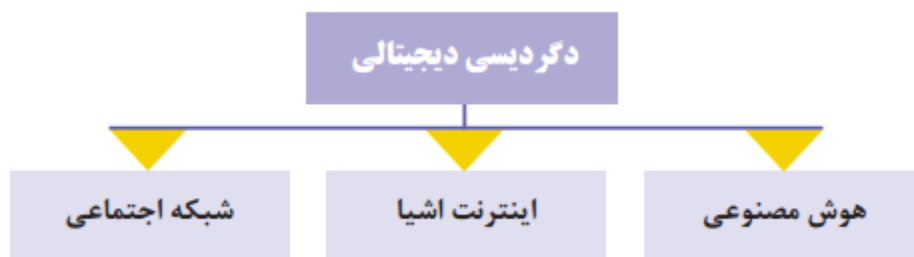 دگردیسی دیجیتالی
هوش مصنوعی
اینترنت اشیا
شبکه اجتماعی